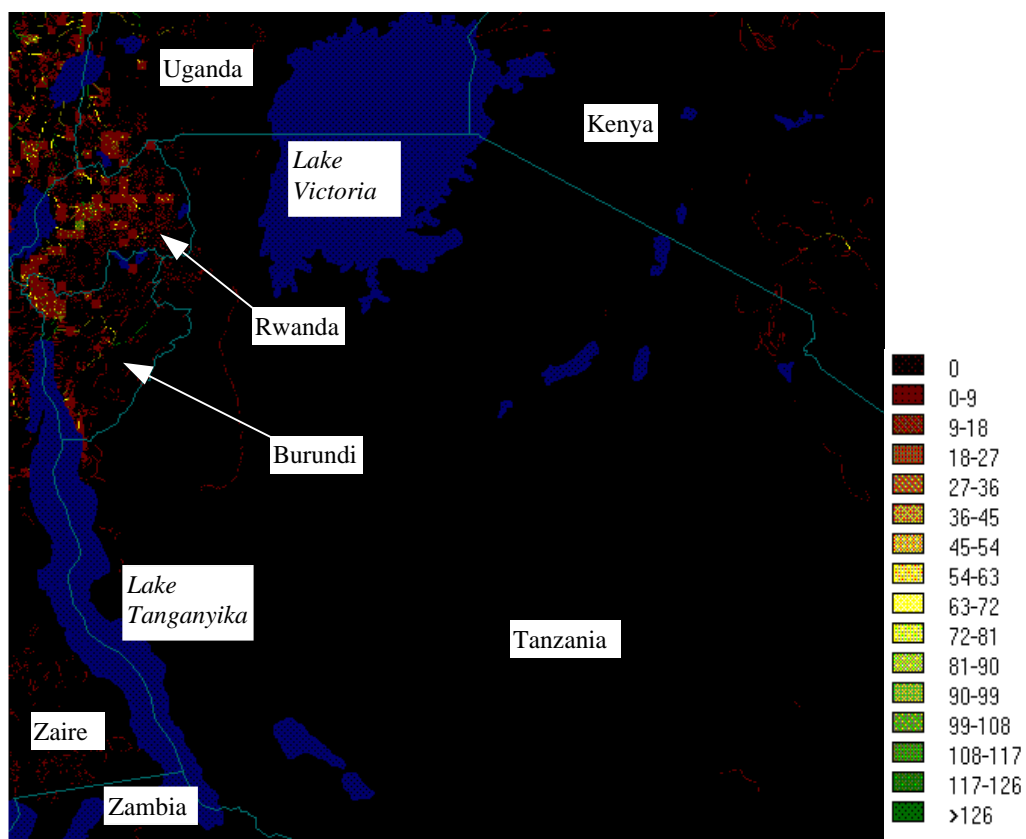 Uganda
Kenya
Lake
Victoria
Rwanda
Burundi
Lake
Tanganyika
Tanzania
Zaire
Zambia
0
0-9
9-18
18-27
27-36
36-45
45-54
54-63
63-72
72-81
81-90
90-99
99-108
108-117
117-126
>126